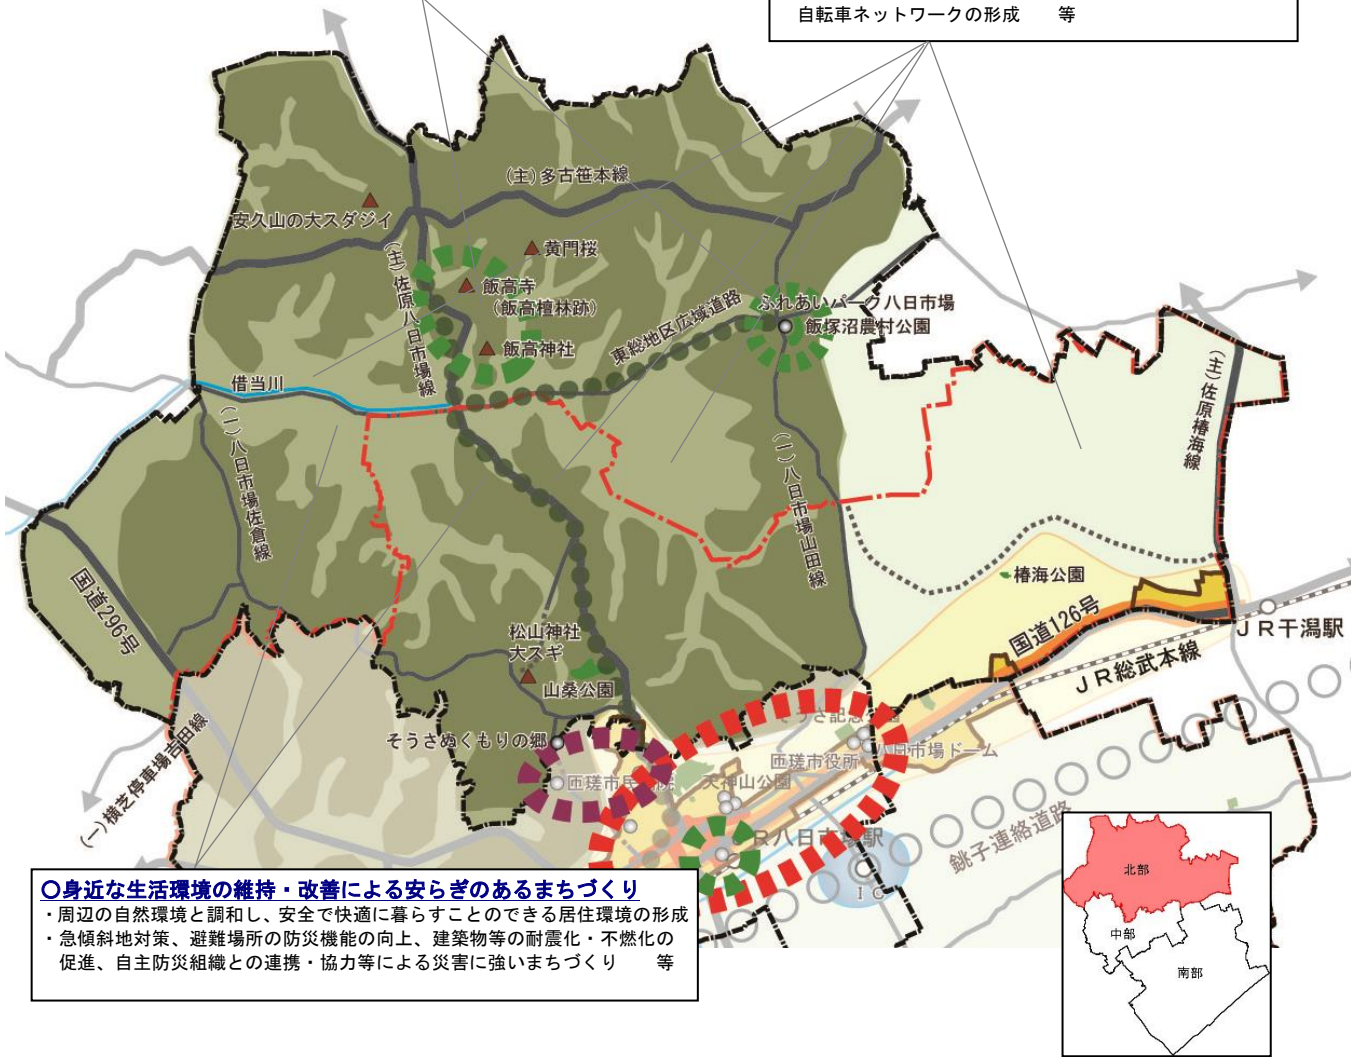 自転車ネットワークの形成　　等
(主)多古笹本線
安久山の大スダジイ
黄門桜
(主)佐原八日市場線
飯高寺
(飯高檀林跡)
ふれあいパーク八日市場
飯塚沼農村公園
東総地区広域道路
飯高神社
借当川
(主)佐原椿海線
(一)八日市場佐倉線
(一)八日市場山田線
国道296号
椿海公園
国道126号
JR干潟駅
松山神社
大スギ
JR総武本線
山桑公園
そうさぬくもりの郷
匝瑳市役所
八日市場ドーム
天神山公園
(一)横芝停車場吉田線
銚子連絡道路
IC
○身近な生活環境の維持・改善による安らぎのあるまちづくり
・周辺の自然環境と調和し、安全で快適に暮らすことのできる居住環境の形成
・急傾斜地対策、避難場所の防災機能の向上、建築物等の耐震化・不燃化の
促進、自主防災組織との連携・協力等による災害に強いまちづくり　　等
北部
中部
南部